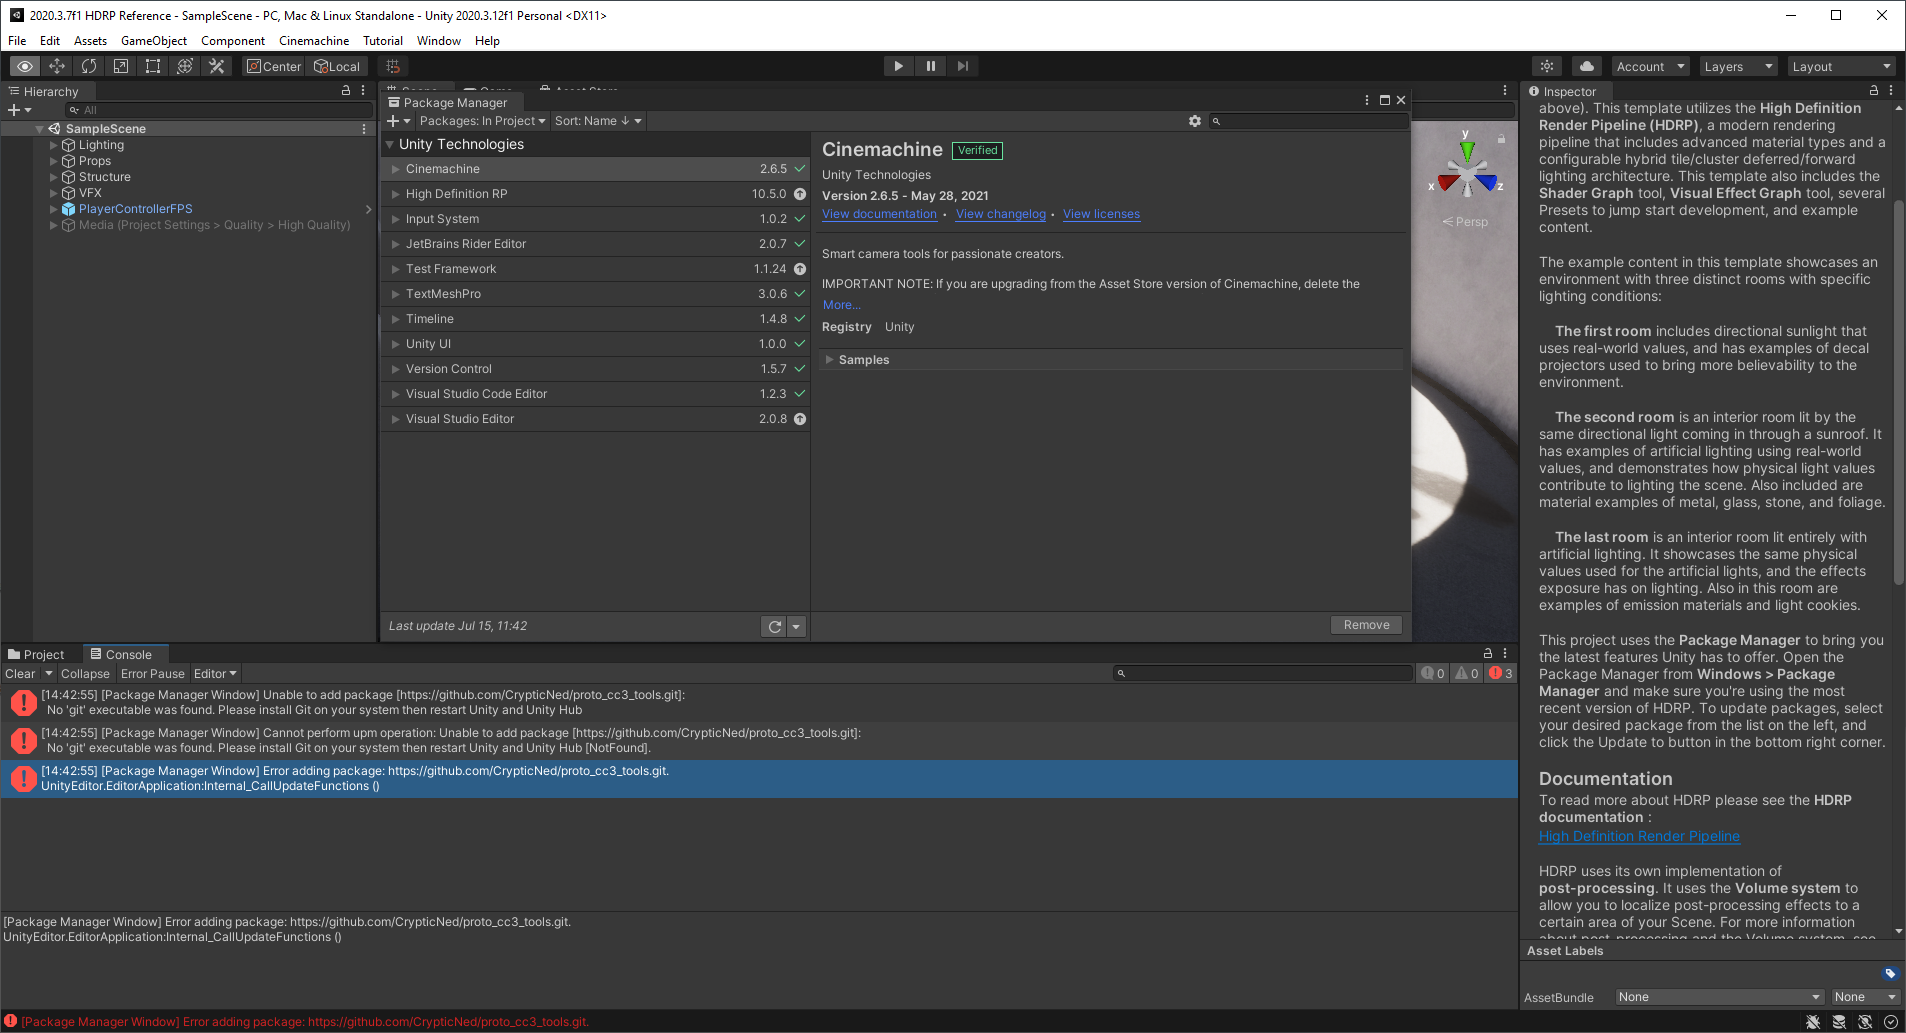 2020.3.7f1 HDRP Reference - SampleScene - PC, Mac & Linux Standalone - Unity 2020.3.12f1 Personal <DX11>
File Edit Assets GameObject Component Cinemachine Tutorial Window Help
Center Local
Account Layers Layout
Hierarchy
All
SampleScene
Lighting
Props
Structure
VFX
PlayerControllerFPS
Media (Project Settings > Quality > High Quality)
Package Manager
Packages: In Project Sort: Name ↓
Unity Technologies
Cinemachine 2.6.5
High Definition RP 10.5.0
Input System 1.0.2
JetBrains Rider Editor 2.0.7
Test Framework 1.1.24
TextMeshPro 3.0.6
Timeline 1.4.8
Unity UI 1.0.0
Version Control 1.5.7
Visual Studio Code Editor 1.2.3
Visual Studio Editor 2.0.8
Last update Jul 15, 11:42
Cinemachine Verified
Unity Technologies
Version 2.6.5 - May 28, 2021
View documentation • View changelog • View licenses
Smart camera tools for passionate creators.
IMPORTANT NOTE: If you are upgrading from the Asset Store version of Cinemachine, delete the
More...
Registry Unity
Samples
Remove
y
x z
Persp
Inspector
above). This template utilizes the High Definition
Render Pipeline (HDRP), a modern rendering
pipeline that includes advanced material types and a
configurable hybrid tile/cluster deferred/forward
lighting architecture. This template also includes the
Shader Graph tool, Visual Effect Graph tool, several
Presets to jump start development, and example
content.
The example content in this template showcases an
environment with three distinct rooms with specific
lighting conditions:
The first room includes directional sunlight that
uses real-world values, and has examples of decal
projectors used to bring more believability to the
environment.
The second room is an interior room lit by the
same directional light coming in through a sunroof. It
has examples of artificial lighting using real-world
values, and demonstrates how physical light values
contribute to lighting the scene. Also included are
material examples of metal, glass, stone, and foliage.
The last room is an interior room lit entirely with
artificial lighting. It showcases the same physical
values used for the artificial lights, and the effects
exposure has on lighting. Also in this room are
examples of emission materials and light cookies.
This project uses the Package Manager to bring you
the latest features Unity has to offer. Open the
Package Manager from Windows > Package
Manager and make sure you're using the most
recent version of HDRP. To update packages, select
your desired package from the list on the left, and
click the Update to button in the bottom right corner.
Documentation
To read more about HDRP please see the HDRP
documentation :
High Definition Render Pipeline
HDRP uses its own implementation of
post-processing. It uses the Volume system to
allow you to localize post-processing effects to a
certain area of your Scene. For more information
about post-processing and the Volume system, see
Asset Labels
AssetBundle None None
Project Console
Clear Collapse Error Pause Editor
0 0 3
[14:42:55] [Package Manager Window] Unable to add package [https://github.com/CrypticNed/proto_cc3_tools.git]:
No 'git' executable was found. Please install Git on your system then restart Unity and Unity Hub
[14:42:55] [Package Manager Window] Cannot perform upm operation: Unable to add package [https://github.com/CrypticNed/proto_cc3_tools.git]:
No 'git' executable was found. Please install Git on your system then restart Unity and Unity Hub [NotFound].
[14:42:55] [Package Manager Window] Error adding package: https://github.com/CrypticNed/proto_cc3_tools.git.
UnityEditor.EditorApplication:Internal_CallUpdateFunctions ()
[Package Manager Window] Error adding package: https://github.com/CrypticNed/proto_cc3_tools.git.
UnityEditor.EditorApplication:Internal_CallUpdateFunctions ()
[Package Manager Window] Error adding package: https://github.com/CrypticNed/proto_cc3_tools.git.